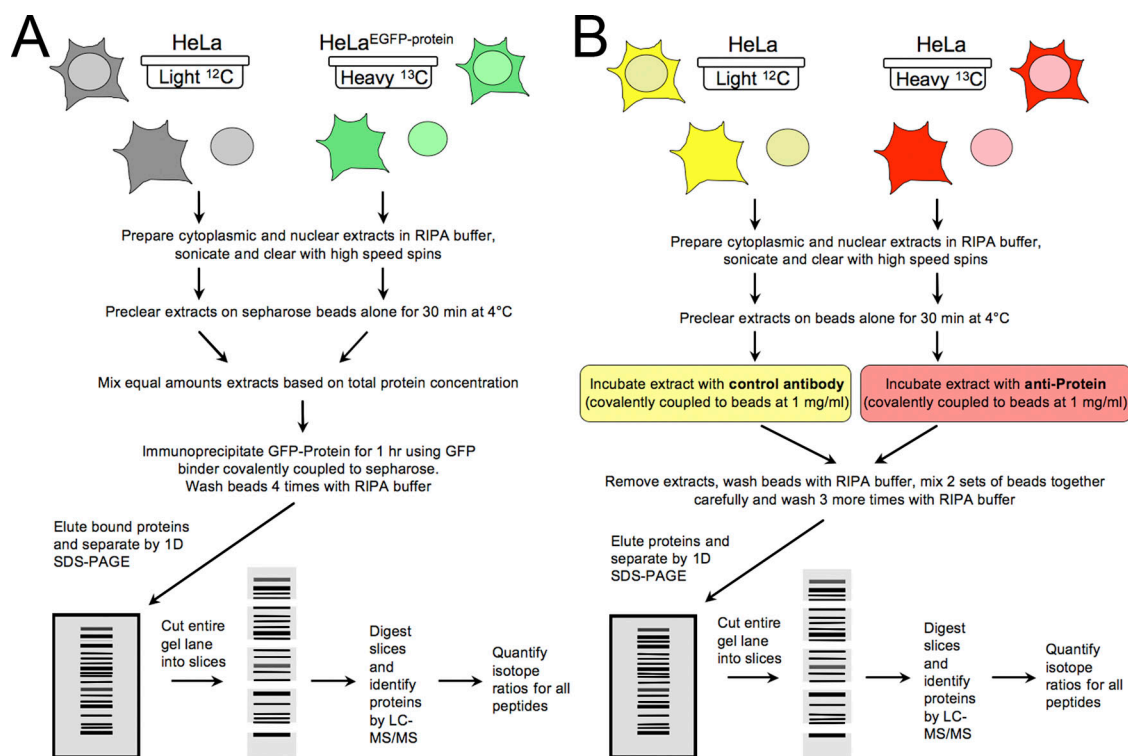 A
HeLa
Light ¹²C
HeLa^EGFP-protein
Heavy ¹³C
Prepare cytoplasmic and nuclear extracts in RIPA buffer,
sonicate and clear with high speed spins
Preclear extracts on sepharose beads alone for 30 min at 4°C
Mix equal amounts extracts based on total protein concentration
Immunoprecipitate GFP-Protein for 1 hr using GFP
binder covalently coupled to sepharose.
Wash beads 4 times with RIPA buffer
Elute bound proteins
and separate by 1D
SDS-PAGE
Cut entire
gel lane
into slices
Digest
slices
and
identify
proteins
by LC-
MS/MS
Quantify
isotope
ratios for all
peptides
B
HeLa
Light ¹²C
HeLa
Heavy ¹³C
Prepare cytoplasmic and nuclear extracts in RIPA buffer,
sonicate and clear with high speed spins
Preclear extracts on beads alone for 30 min at 4°C
Incubate extract with control antibody
(covalently coupled to beads at 1 mg/ml)
Incubate extract with anti-Protein
(covalently coupled to beads at 1 mg/ml)
Remove extracts, wash beads with RIPA buffer, mix 2 sets of beads together
carefully and wash 3 more times with RIPA buffer
Elute proteins and
separate by 1D
SDS-PAGE
Cut entire
gel lane
into slices
Digest
slices
and
identify
proteins
by LC-
MS/MS
Quantify
isotope
ratios for all
peptides